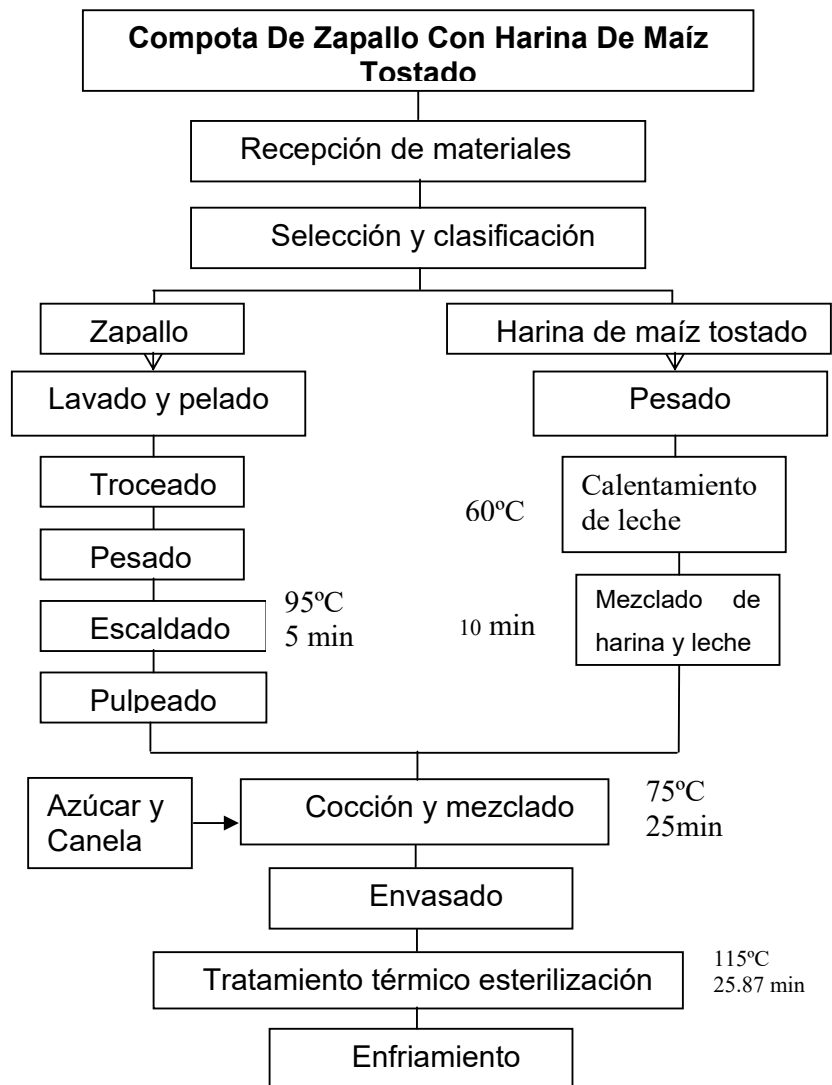 Compota De Zapallo Con Harina De Maíz
Tostado
Recepción de materiales
Selección y clasificación
Zapallo
Harina de maíz tostado
Lavado y pelado
Pesado
Troceado
60ºC
Calentamiento
de leche
Pesado
Escaldado
95ºC
5 min
10 min
Mezclado de
harina y leche
Pulpeado
Azúcar y
Canela
Cocción y mezclado
75ºC
25min
Envasado
Tratamiento térmico esterilización
115ºC
25.87 min
Enfriamiento